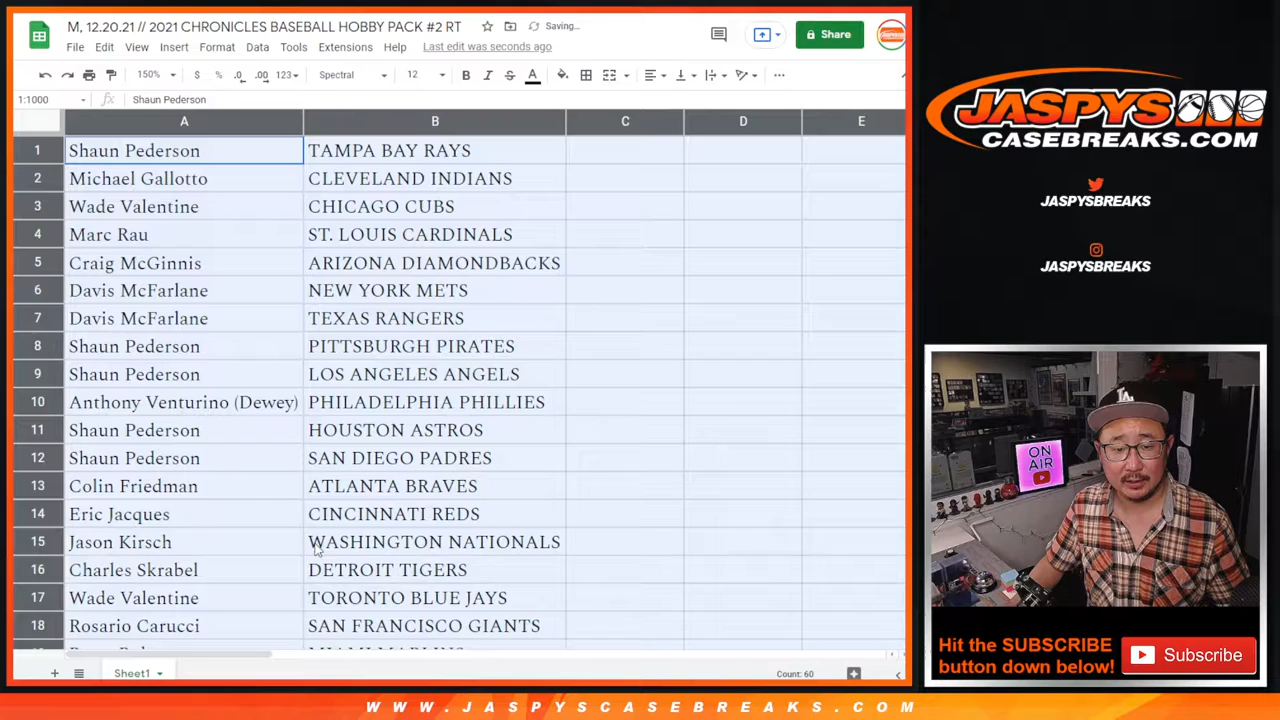 M, 12.20.21 // 2021 CHRONICLES BASEBALL HOBBY PACK #2 RT
Saving...
Share
File Edit View Insert Format Data Tools Extensions Help Last edit was seconds ago
150% $ % .0 .00 123 Spectral 12 B I S A
1:1000 fx Shaun Pederson
A B C D E
1 Shaun Pederson TAMPA BAY RAYS
2 Michael Gallotto CLEVELAND INDIANS
3 Wade Valentine CHICAGO CUBS
4 Marc Rau ST. LOUIS CARDINALS
5 Craig McGinnis ARIZONA DIAMONDBACKS
6 Davis McFarlane NEW YORK METS
7 Davis McFarlane TEXAS RANGERS
8 Shaun Pederson PITTSBURGH PIRATES
9 Shaun Pederson LOS ANGELES ANGELS
10 Anthony Venturino (Dewey) PHILADELPHIA PHILLIES
11 Shaun Pederson HOUSTON ASTROS
12 Shaun Pederson SA DIEGO PADRES
13 Colin Friedman ATLANTA BRAVES
14 Eric Jacques CINCINNATI REDS
15 Jason Kirsch WASHINGTON NATIONALS
16 Charles Skrabel DETROIT TIGERS
17 Wade Valentine TORONTO BLUE JAYS
18 Rosario Carucci SAN FRANCISCO GIANTS
MIAMI MARLINS
Sheet1
Count: 60
JASPYS
CASEBREAKS.COM
JASPYSBREAKS
JASPYSBREAKS
LA
ON
AIR
Hit the SUBSCRIBE
button down below!
Subscribe
WWW.JASPYSCASEBREAKS.COM